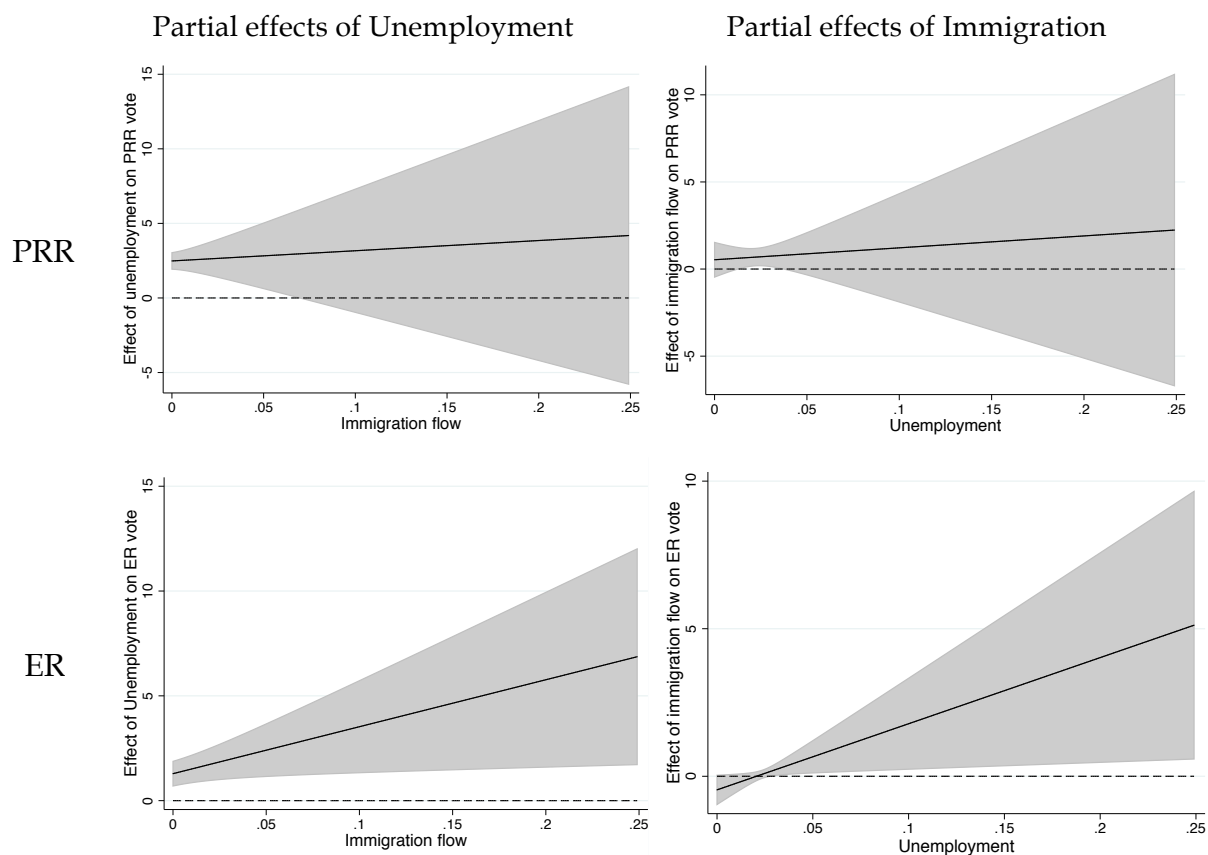 Partial effects of Unemployment
Partial effects of Immigration
PRR
Effect of unemployment on PRR vote
15
10
5
0
-5
0 .05 .1 .15 .2 .25
Immigration flow
Effect of immigration flow on PRR vote
10
5
0
-5
0 .05 .1 .15 .2 .25
Unemployment
ER
Effect of Unemployment on ER vote
15
10
5
0
0 .05 .1 .15 .2 .25
Immigration flow
Effect of immigration flow on ER vote
10
5
0
0 .05 .1 .15 .2 .25
Unemployment